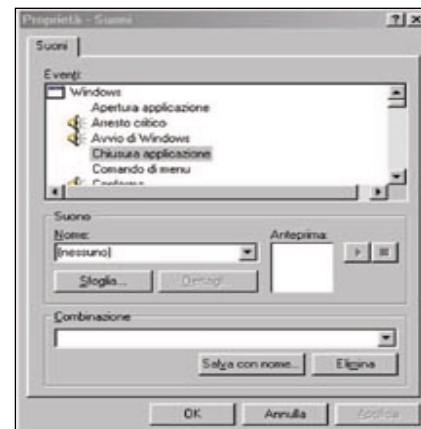 Proprietà - Suoni
Suoni
Eventi:
Windows
Apertura applicazione
Arresto critico
Avvio di Windows
Chiusura applicazione
Comando di menu
Conferma
Suono
Nome:
Anteprima:
(nessuno)
Sfoglia...
Dettagli...
Combinazione
Salva con nome...
Elimina
OK
Annulla
Applica